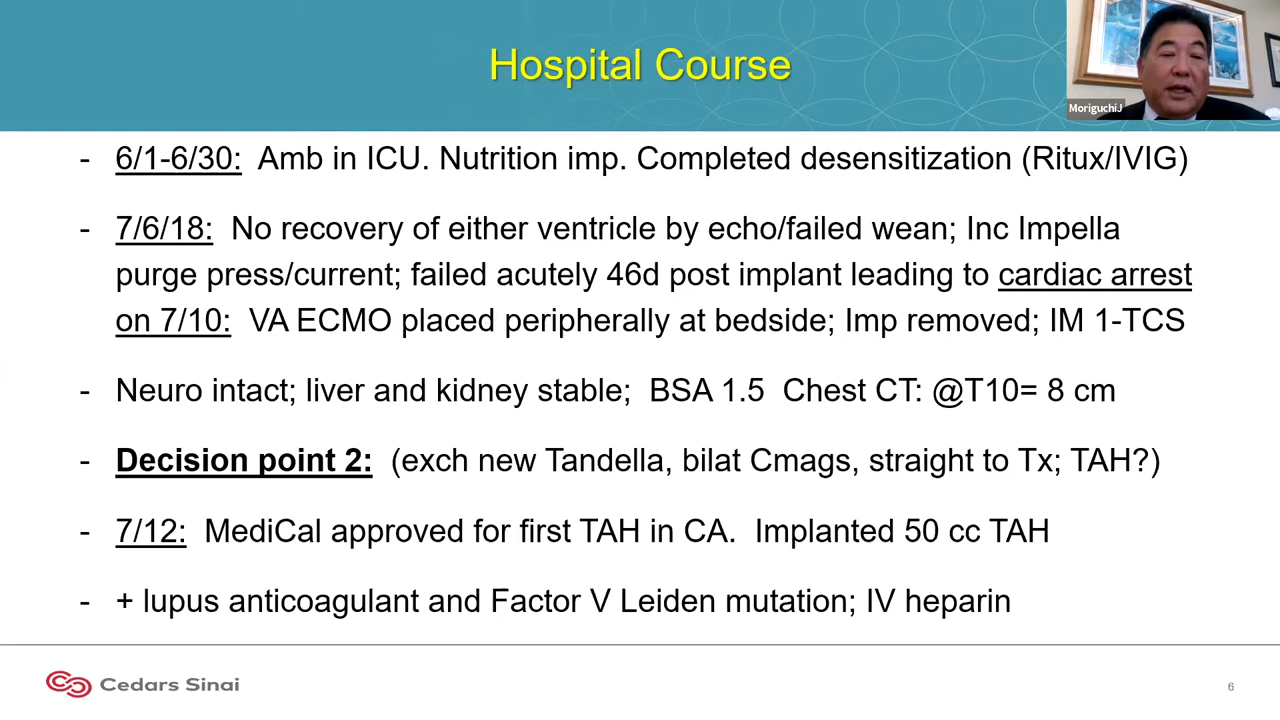 Hospital Course
MoriguchiJ
- 6/1-6/30: Amb in ICU. Nutrition imp. Completed desensitization (Ritux/IVIG)
- 7/6/18: No recovery of either ventricle by echo/failed wean; Inc Impella
purge press/current; failed acutely 46d post implant leading to cardiac arrest
on 7/10: VA ECMO placed peripherally at bedside; Imp removed; IM 1-TCS
- Neuro intact; liver and kidney stable; BSA 1.5 Chest CT: @T10= 8 cm
- Decision point 2: (exch new Tandella, bilat Cmags, straight to Tx; TAH?)
- 7/12: MediCal approved for first TAH in CA. Implanted 50 cc TAH
- + lupus anticoagulant and Factor V Leiden mutation; IV heparin
Cedars Sinai
6